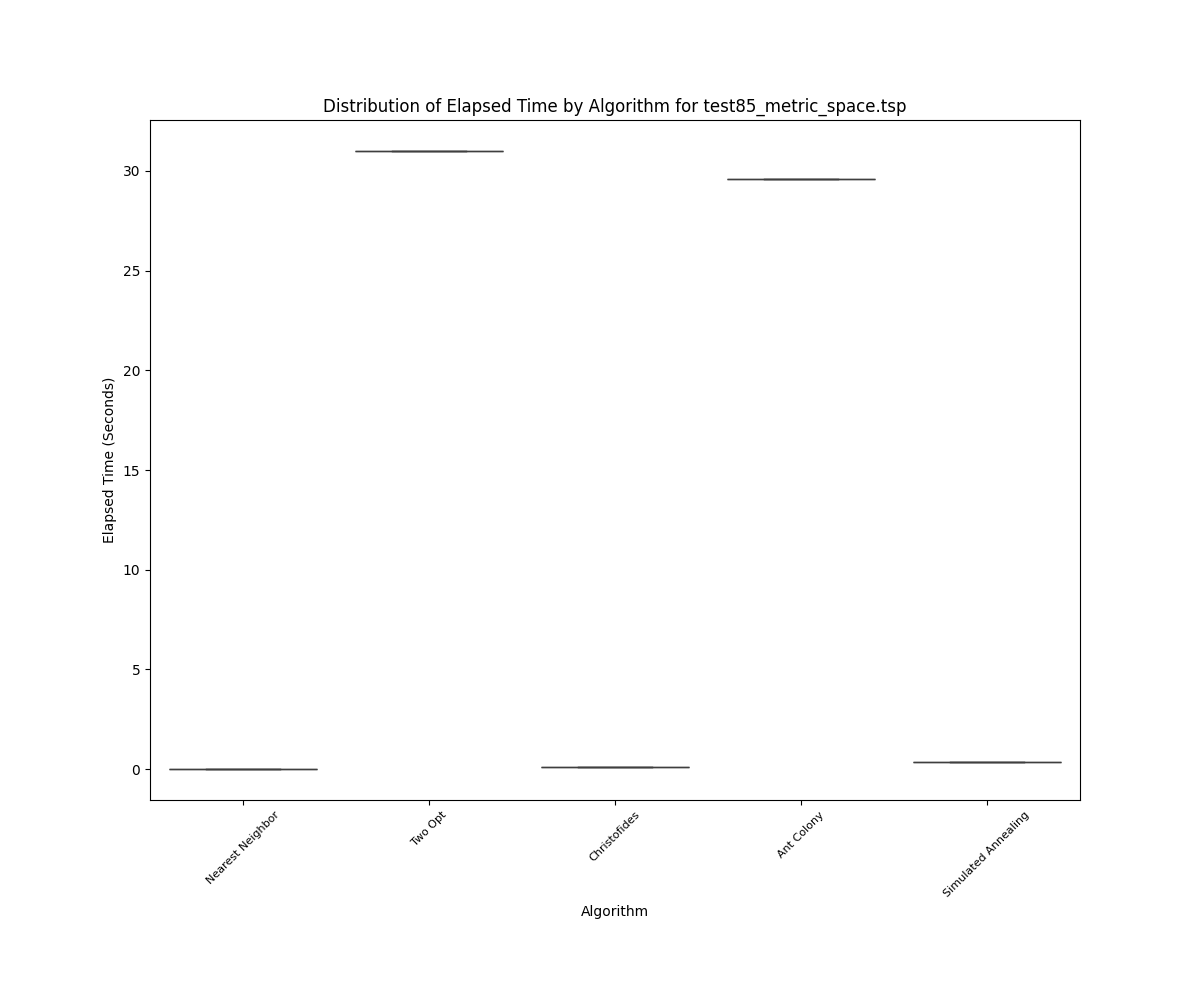 Distribution of Elapsed Time by Algorithm for test85_metric_space.tsp
30
25
20
15
10
5
0
Elapsed Time (Seconds)
Nearest Neighbor
Two Opt
Christofides
Ant Colony
Simulated Annealing
Algorithm